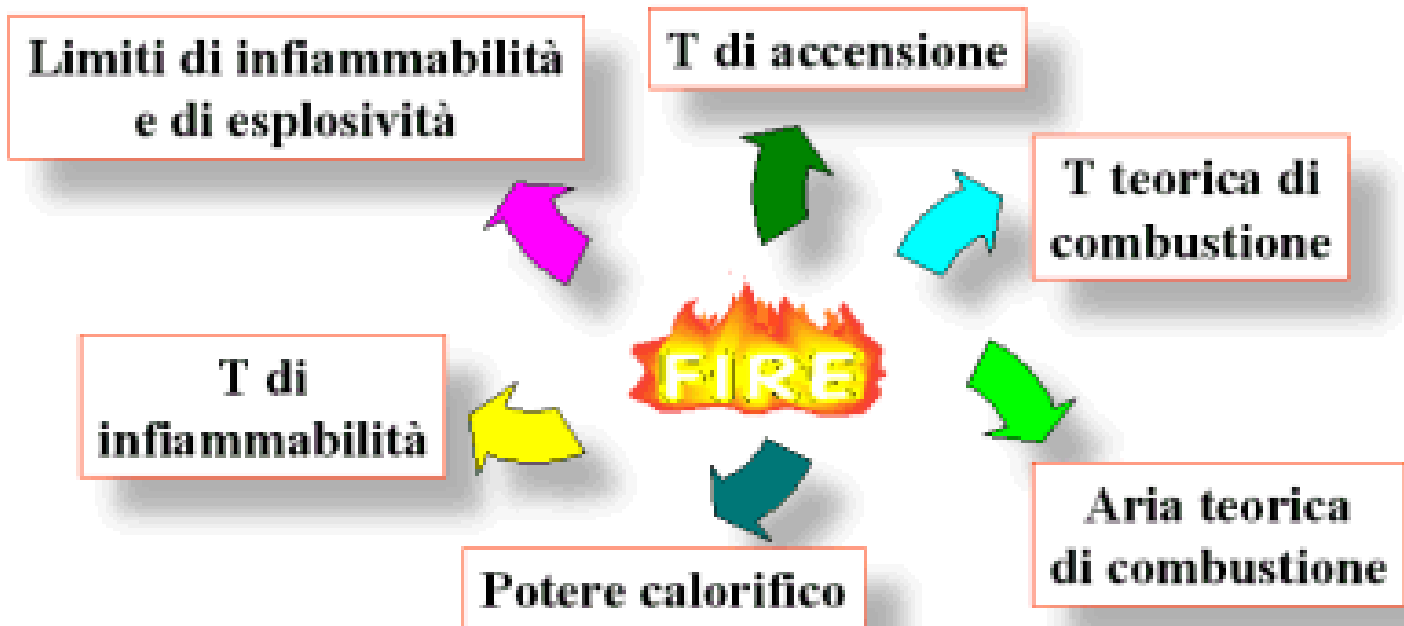 Limiti di infiammabilità
e di esplosività
T di accensione
T teorica di
combustione
FIRE
T di
infiammabilità
Aria teorica
di combustione
Potere calorifico